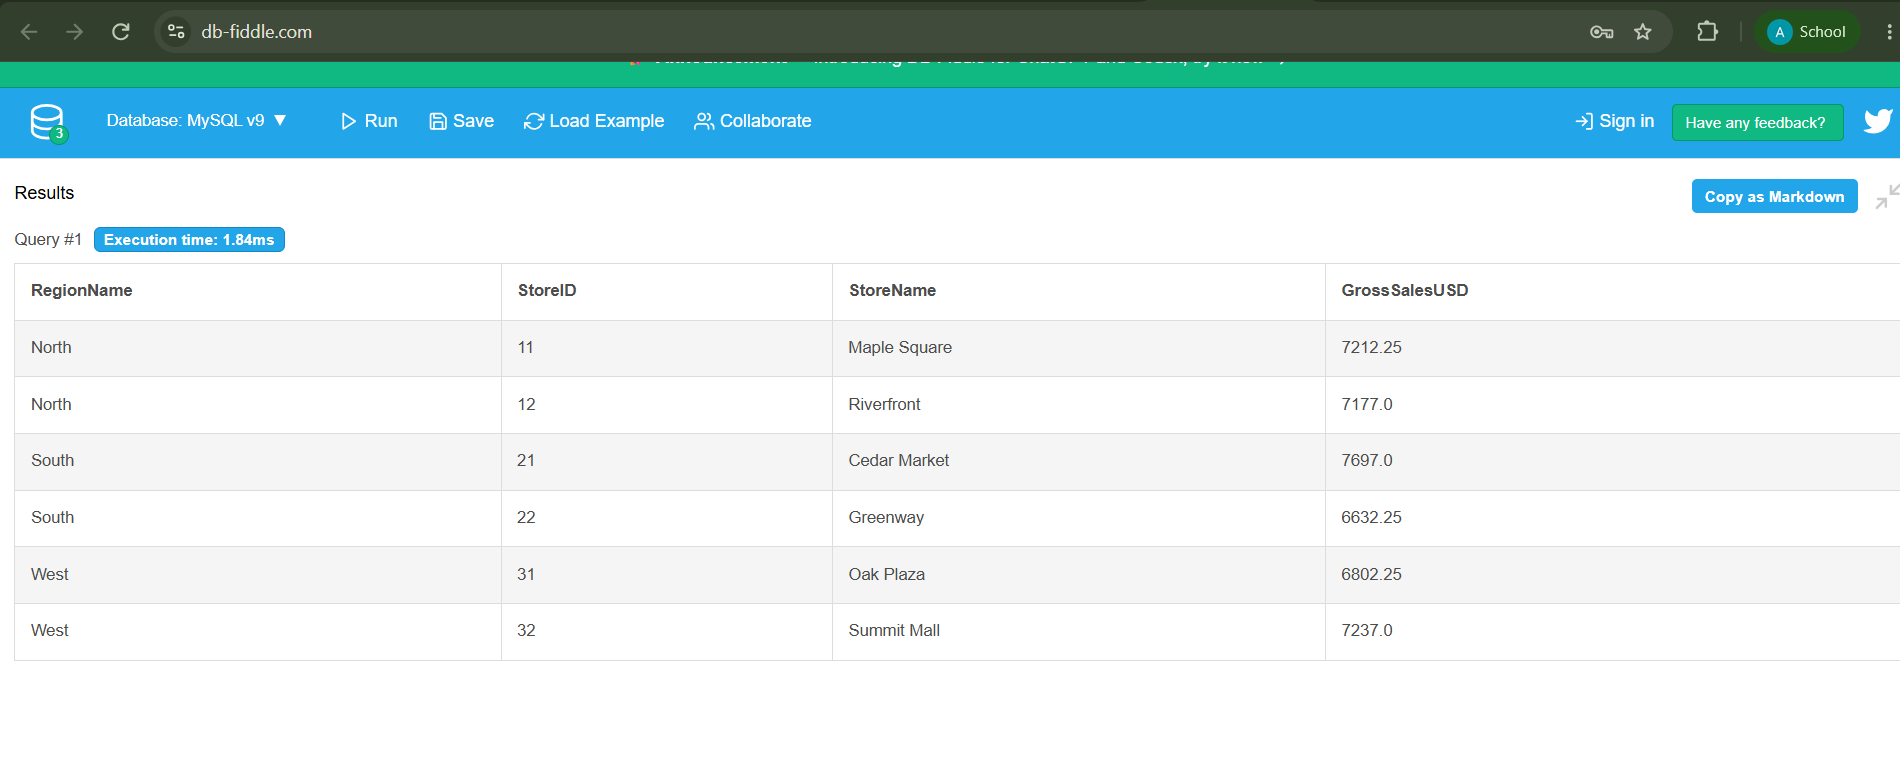 db-fiddle.com
A School
3 Database: MySQL v9 ▼ Run Save Load Example Collaborate Sign in Have any feedback?
Results Copy as Markdown
Query #1 Execution time: 1.84ms
RegionName StoreID StoreName GrossSalesUSD
North 11 Maple Square 7212.25
North 12 Riverfront 7177.0
South 21 Cedar Market 7697.0
South 22 Greenway 6632.25
West 31 Oak Plaza 6802.25
West 32 Summit Mall 7237.0